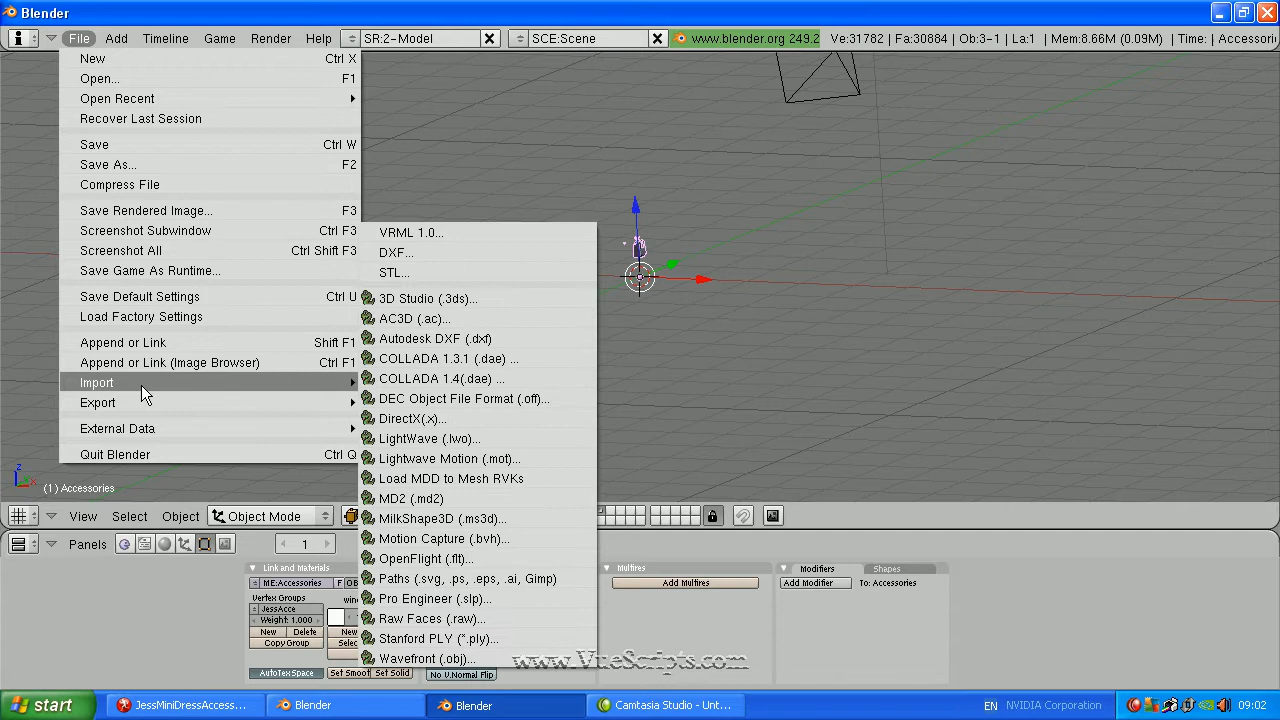 Blender
File Add Timeline Game Render Help SR:2-Model SCE:Scene www.blender.org 249.2 Ve:31782 | Fa:30684 | Ob:3-1 | La:1 | Mem:8.66M (0.09M) | Time: | Accessori
New Ctrl X
Open... F1
Open Recent
Recover Last Session
Save Ctrl W
Save As... F2
Compress File
Save Rendered Image... F3
Screenshot Subwindow Ctrl F3
Screenshot All Ctrl Shift F3
Save Game As Runtime...
Save Default Settings Ctrl U
Load Factory Settings
Append or Link Shift F1
Append or Link (Image Browser) Ctrl F1
Import
Export
External Data
Quit Blender Ctrl Q
VRML 1.0...
DXF...
STL...
3D Studio (.3ds)...
AC3D (.ac)...
Autodesk DXF (.dxf)
COLLADA 1.3.1 (.dae) ...
COLLADA 1.4(.dae) ...
DEC Object File Format (.off)...
DirectX(.x)...
LightWave (.lwo)...
Lightwave Motion (.mot)...
Load MDD to Mesh RVKs
MD2 (.md2)
MilkShape3D (.ms3d)...
Motion Capture (.bvh)...
OpenFlight (.flt)...
Paths (.svg, .ps, .eps, .ai, Gimp)
Pro Engineer (.slp)...
Raw Faces (.raw)...
Stanford PLY (*.ply)...
Wavefront (.obj)...
z
x
(1) Accessories
View Select Object Object Mode
Panels 1
Link and Materials Multires Modifiers Shapes
ME:Accessories F OB Add Multires Add Modifier To: Accessories
Vertex Groups
JessAcce
Weight: 1.000
New Delete New
Copy Group Selec
AutoTexSpace Set Smoot Set Solid No V.Normal Flip
www.VueScripts.com
start JessMiniDressAccess... Blender Blender Camtasia Studio - Unt... EN NVIDIA Corporation 09:02